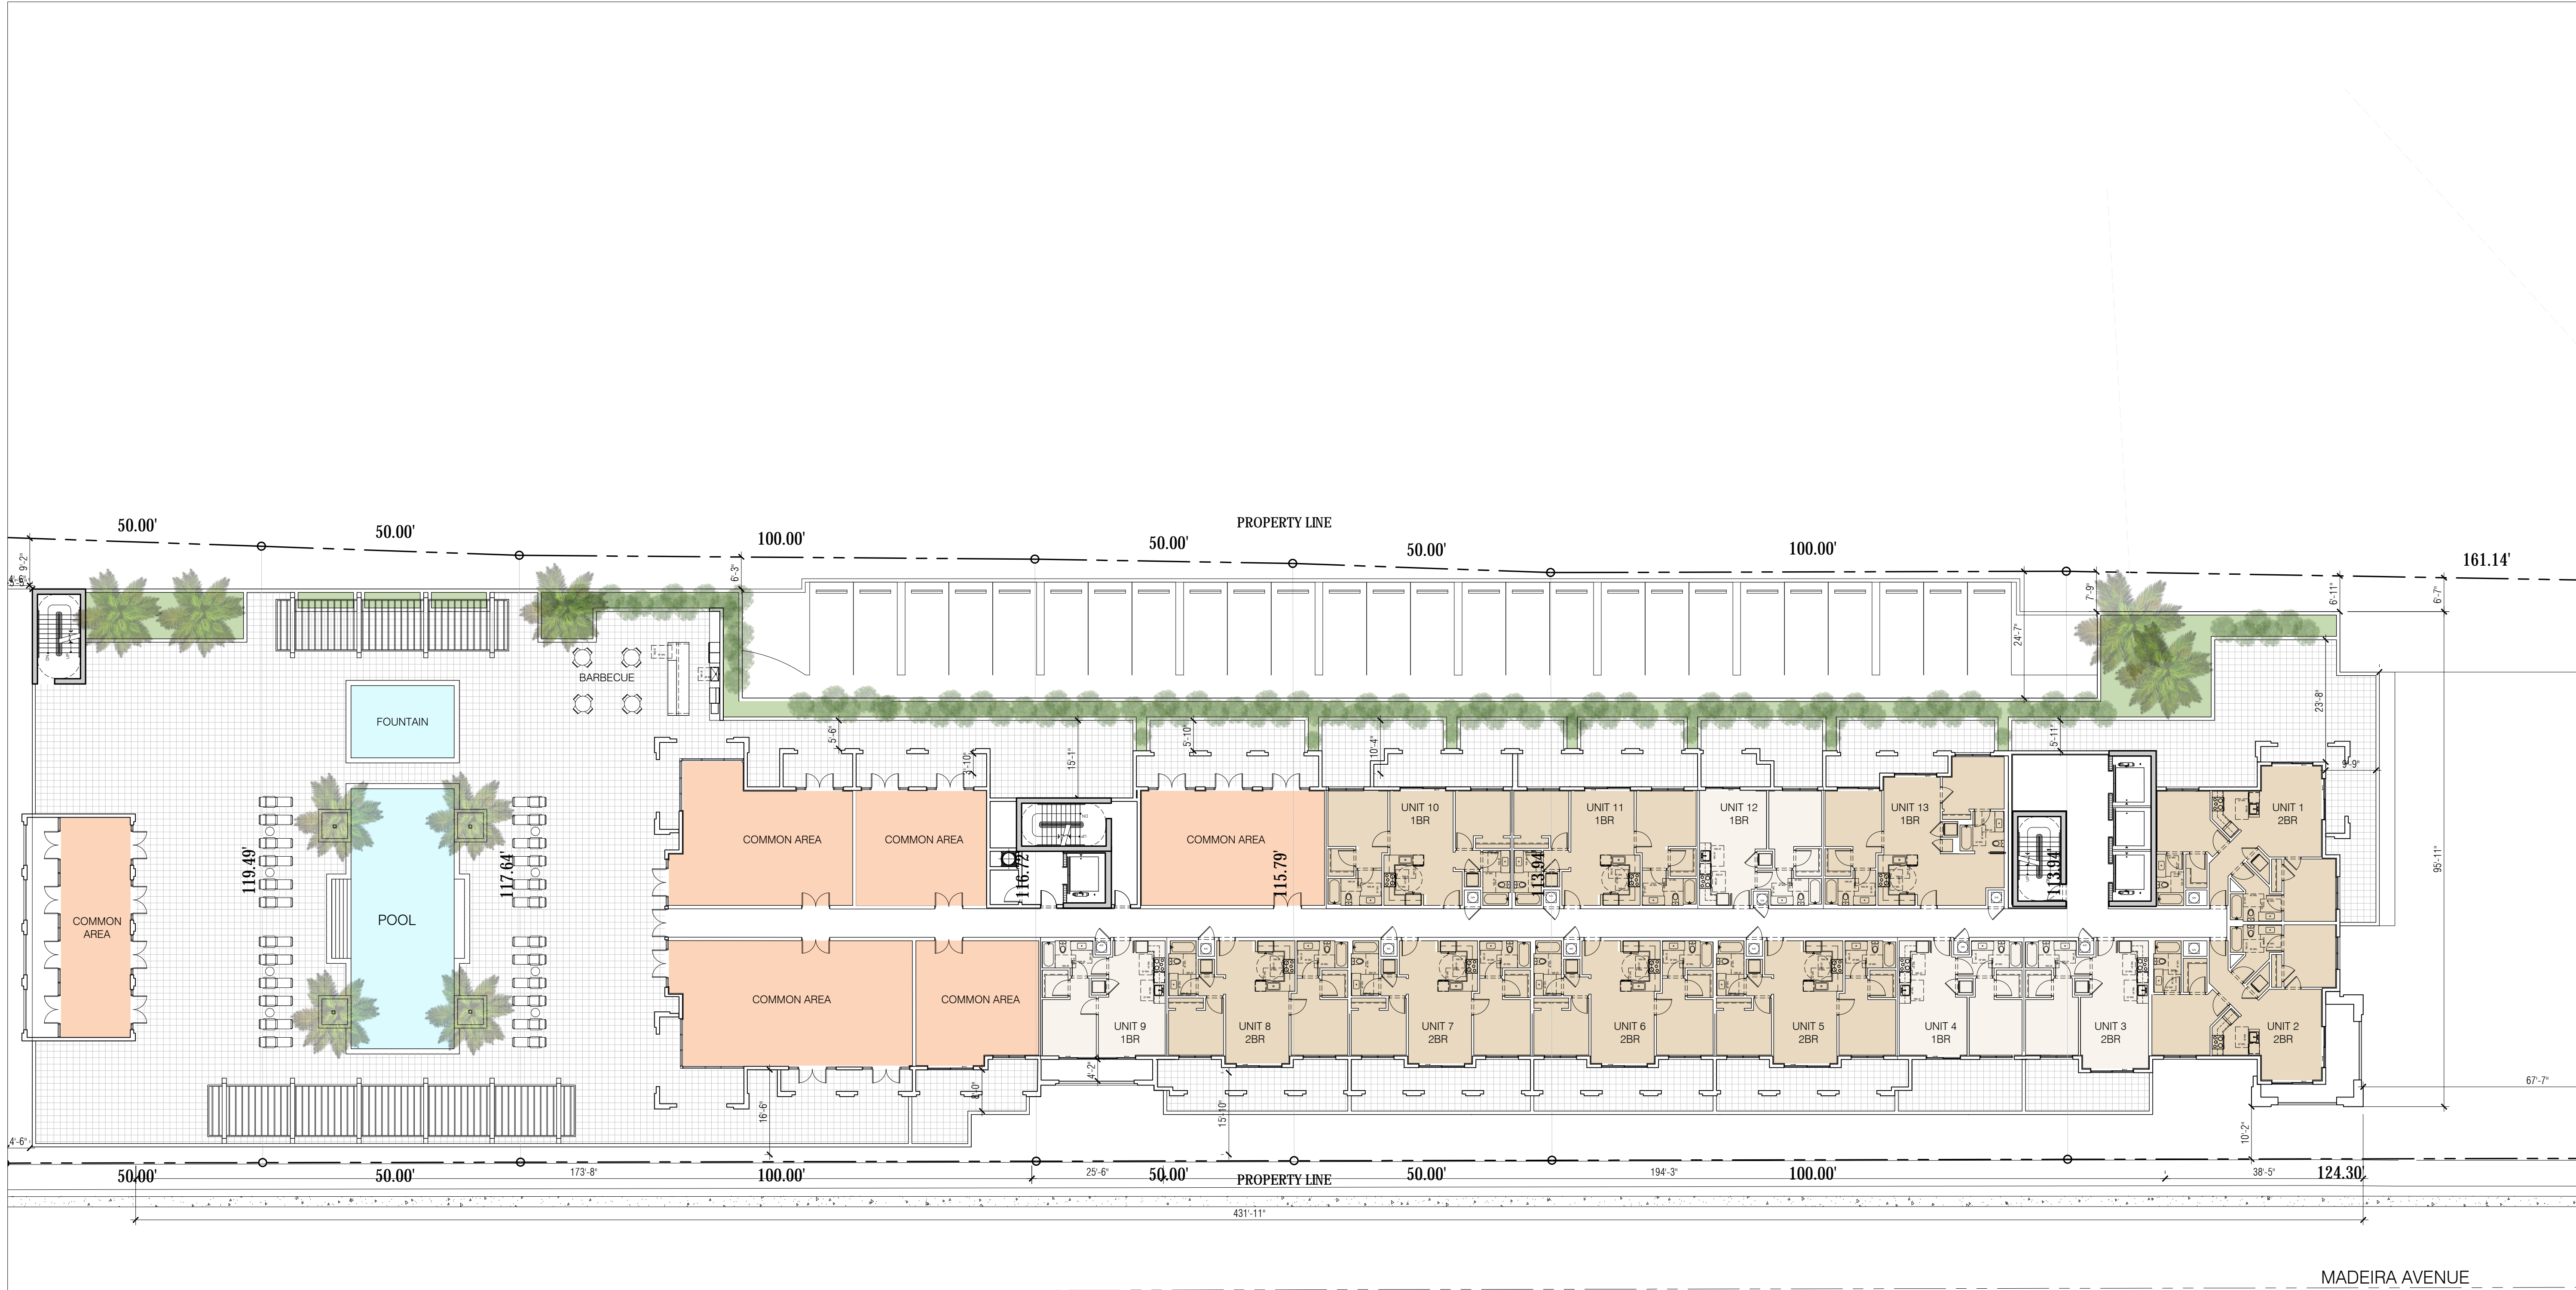 50.00'
50.00'
100.00'
PROPERTY LINE
50.00'
50.00'
100.00'
161.14'
9'-2"
4'-6"
6'-3"
7'-9"
6'-11"
6'-7"
24'-7"
BARBECUE
FOUNTAIN
23'-8"
5'-6"
3'-10"
15'-1"
5'-10"
10'-4"
5'-11"
9'-9"
UNIT 10
1BR
UNIT 11
1BR
UNIT 12
1BR
UNIT 13
1BR
UNIT 1
2BR
COMMON AREA
COMMON AREA
COMMON AREA
119.49'
117.64'
116.72'
115.79'
113.94'
113.94'
95'-11"
UP
DN
POOL
COMMON
AREA
COMMON AREA
COMMON AREA
UNIT 9
1BR
UNIT 8
2BR
UNIT 7
2BR
UNIT 6
2BR
UNIT 5
2BR
UNIT 4
1BR
UNIT 3
2BR
UNIT 2
2BR
4'-2"
8'-0"
16'-6"
15'-10"
67'-7"
10'-2"
4'-6"
50.00'
50.00'
173'-8"
100.00'
25'-6"
50.00'
PROPERTY LINE
50.00'
194'-3"
100.00'
38'-5"
124.30'
431'-11"
MADEIRA AVENUE